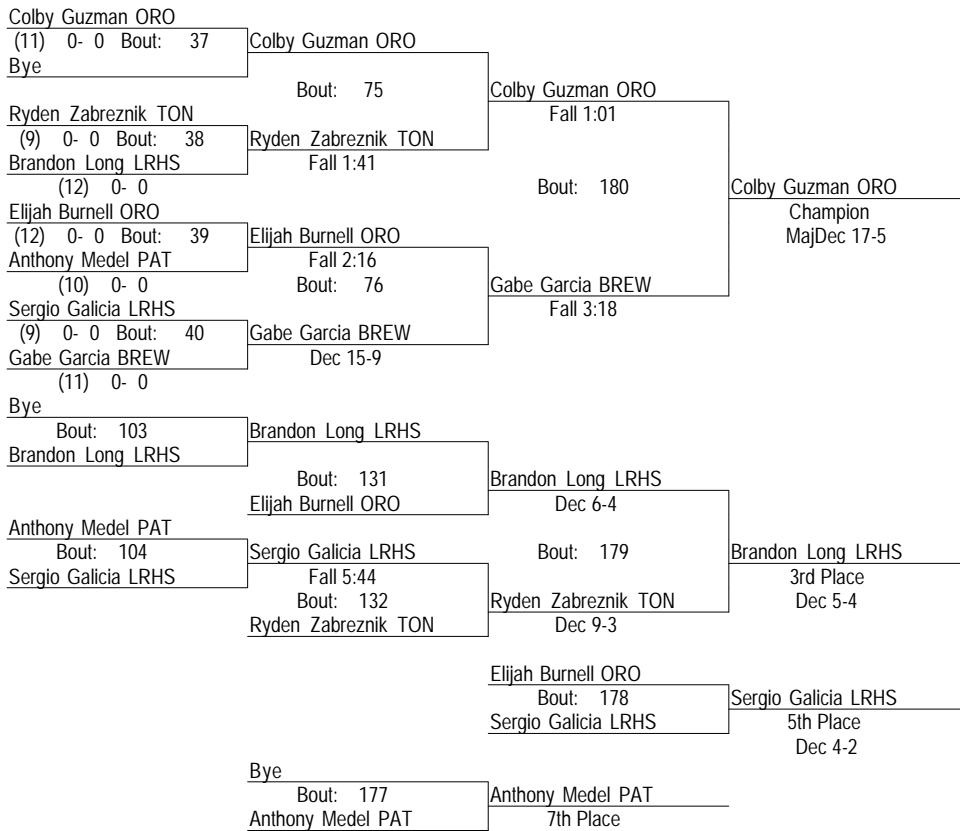 Colby Guzman ORO
(11) 0- 0 Bout: 37 Colby Guzman ORO
Bye
Bout: 75 Colby Guzman ORO
Ryden Zabreznik TON Fall 1:01
(9) 0- 0 Bout: 38 Ryden Zabreznik TON
Brandon Long LRHS Fall 1:41
(12) 0- 0 Bout: 180 Colby Guzman ORO
Elijah Burnell ORO Champion
(12) 0- 0 Bout: 39 Elijah Burnell ORO MajDec 17-5
Anthony Medel PAT Fall 2:16
(10) 0- 0 Bout: 76 Gabe Garcia BREW
Sergio Galicia LRHS Fall 3:18
(9) 0- 0 Bout: 40 Gabe Garcia BREW
Gabe Garcia BREW Dec 15-9
(11) 0- 0
Bye
Bout: 103 Brandon Long LRHS
Brandon Long LRHS
Bout: 131 Brandon Long LRHS
Elijah Burnell ORO Dec 6-4
Anthony Medel PAT
Bout: 104 Sergio Galicia LRHS Bout: 179 Brandon Long LRHS
Sergio Galicia LRHS Fall 5:44 3rd Place
Bout: 132 Ryden Zabreznik TON Dec 5-4
Ryden Zabreznik TON Dec 9-3
Elijah Burnell ORO
Bout: 178 Sergio Galicia LRHS
Sergio Galicia LRHS 5th Place
Dec 4-2
Bye
Bout: 177 Anthony Medel PAT
Anthony Medel PAT 7th Place